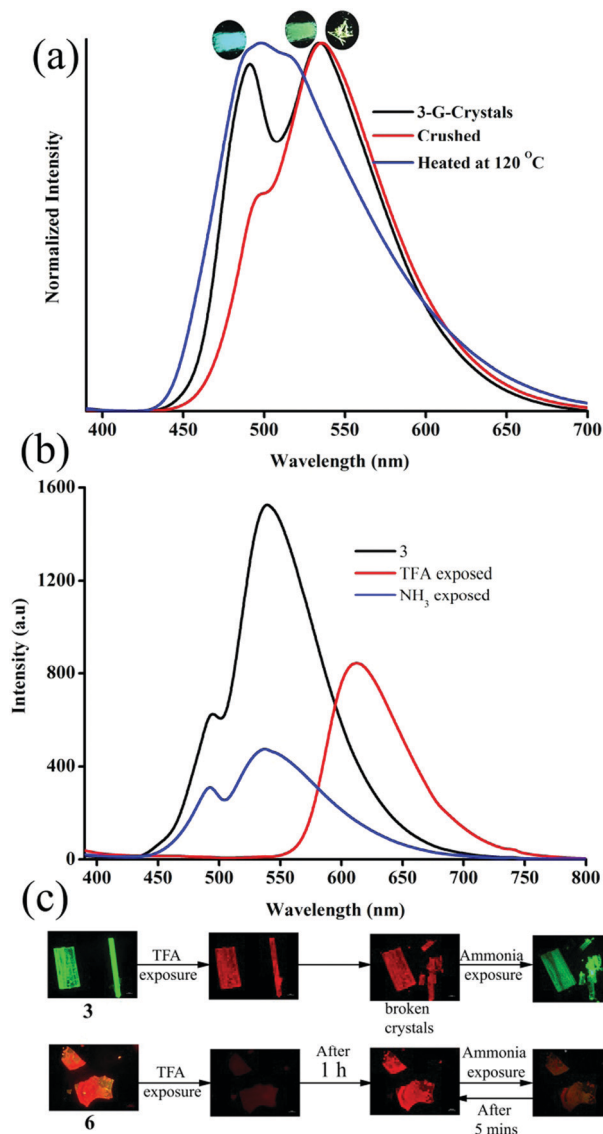 (a)
3-G-Crystals
Crushed
Heated at 120 °C
Normalized Intensity
400 450 500 550 600 650 700
Wavelength (nm)
(b)
1600
1200
800
400
0
3
TFA exposed
NH₃ exposed
Intensity (a.u)
400 450 500 550 600 650 700 750 800
Wavelength (nm)
(c)
TFA
exposure
Ammonia
exposure
3
broken
crystals
TFA
exposure
After
1 h
Ammonia
exposure
After
5 mins
6